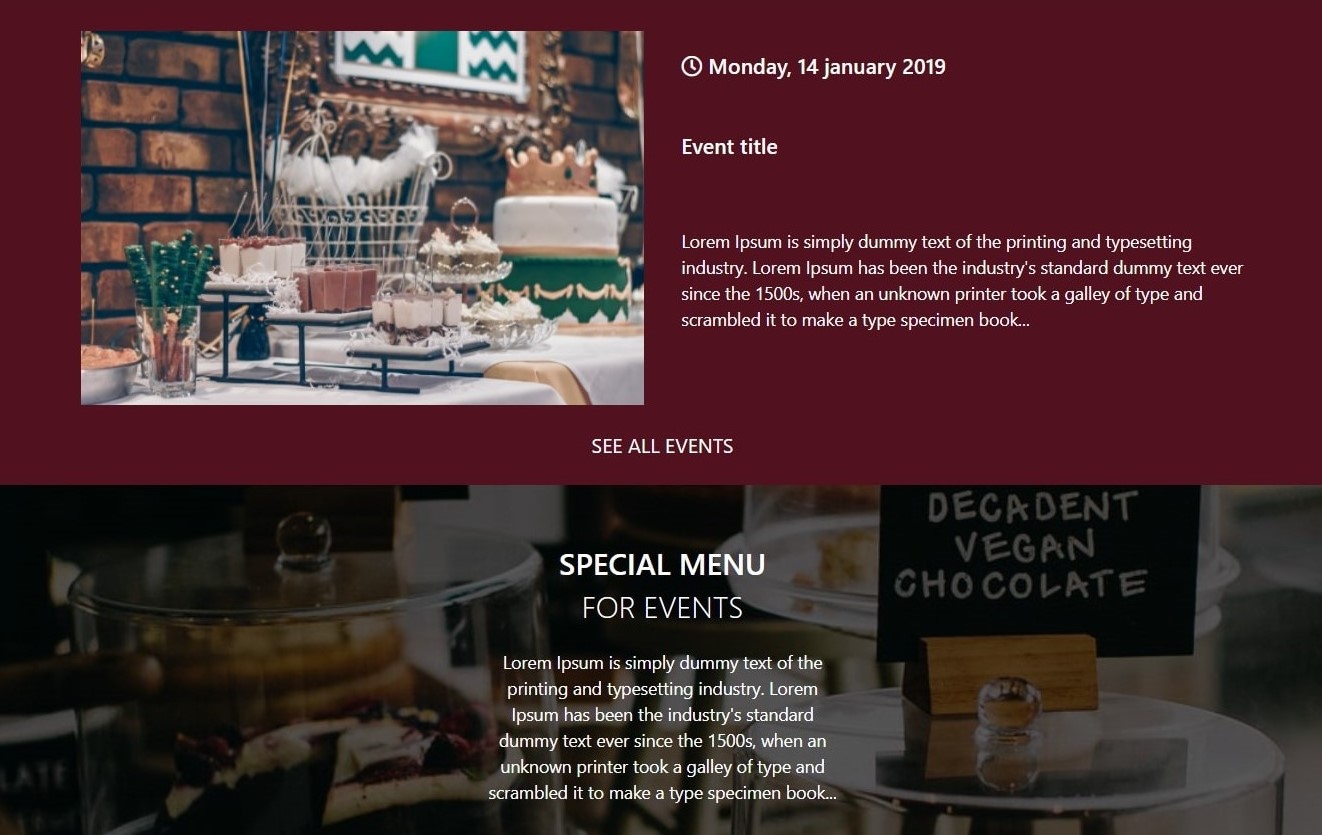 Monday, 14 january 2019
Event title
Lorem Ipsum is simply dummy text of the printing and typesetting
industry. Lorem Ipsum has been the industry's standard dummy text ever
since the 1500s, when an unknown printer took a galley of type and
scrambled it to make a type specimen book...
SEE ALL EVENTS
DECADENT
VEGAN
CHOCOLATE
SPECIAL MENU
FOR EVENTS
Lorem Ipsum is simply dummy text of the
printing and typesetting industry. Lorem
Ipsum has been the industry's standard
dummy text ever since the 1500s, when an
unknown printer took a galley of type and
scrambled it to make a type specimen book...